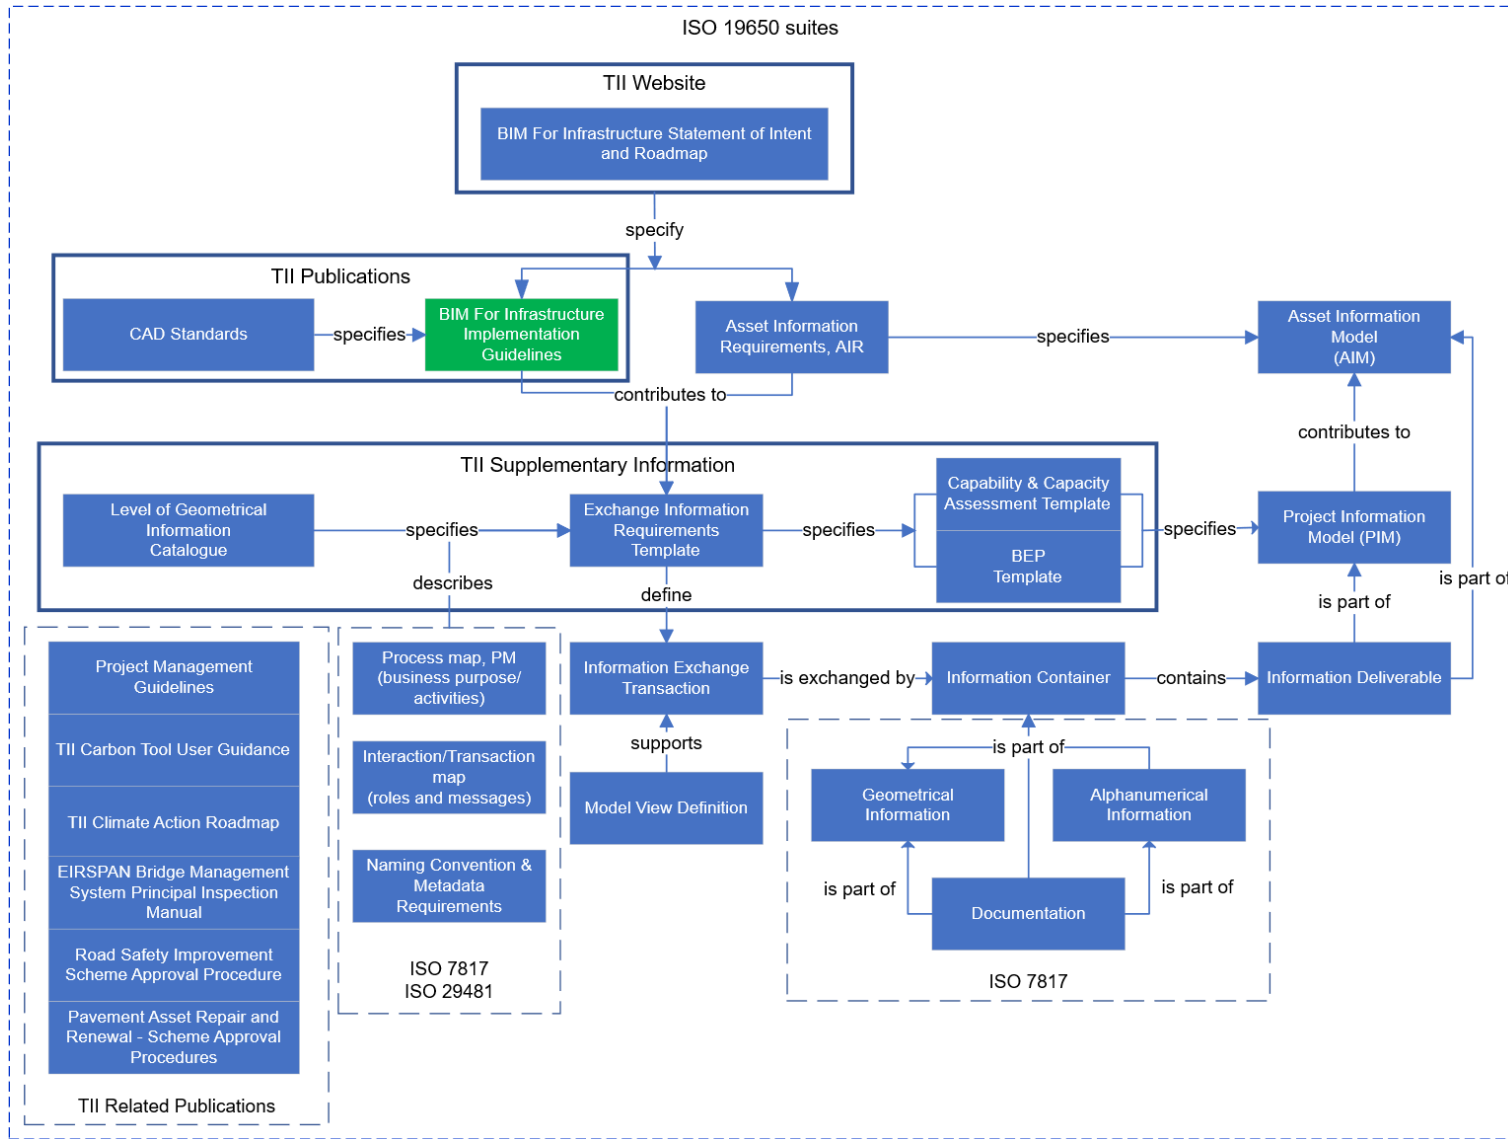 ISO 19650 suites
TII Website
BIM For Infrastructure Statement of Intent
and Roadmap
specify
TII Publications
CAD Standards
specifies
BIM For Infrastructure
Implementation
Guidelines
Asset Information
Requirements, AIR
specifies
Asset Information
Model
(AIM)
contributes to
contributes to
TII Supplementary Information
Level of Geometrical
Information
Catalogue
specifies
Exchange Information
Requirements
Template
specifies
Capability & Capacity
Assessment Template
BEP
Template
specifies
Project Information
Model (PIM)
describes
define
is part of
is part of
Project Management
Guidelines
TII Carbon Tool User Guidance
TII Climate Action Roadmap
EIRSPAN Bridge Management
System Principal Inspection
Manual
Road Safety Improvement
Scheme Approval Procedure
Pavement Asset Repair and
Renewal - Scheme Approval
Procedures
TII Related Publications
Process map, PM
(business purpose/
activities)
Interaction/Transaction
map
(roles and messages)
Naming Convention &
Metadata
Requirements
ISO 7817
ISO 29481
Information Exchange
Transaction
is exchanged by
Information Container
contains
Information Deliverable
supports
Model View Definition
is part of
Geometrical
Information
Alphanumerical
Information
is part of
is part of
Documentation
ISO 7817